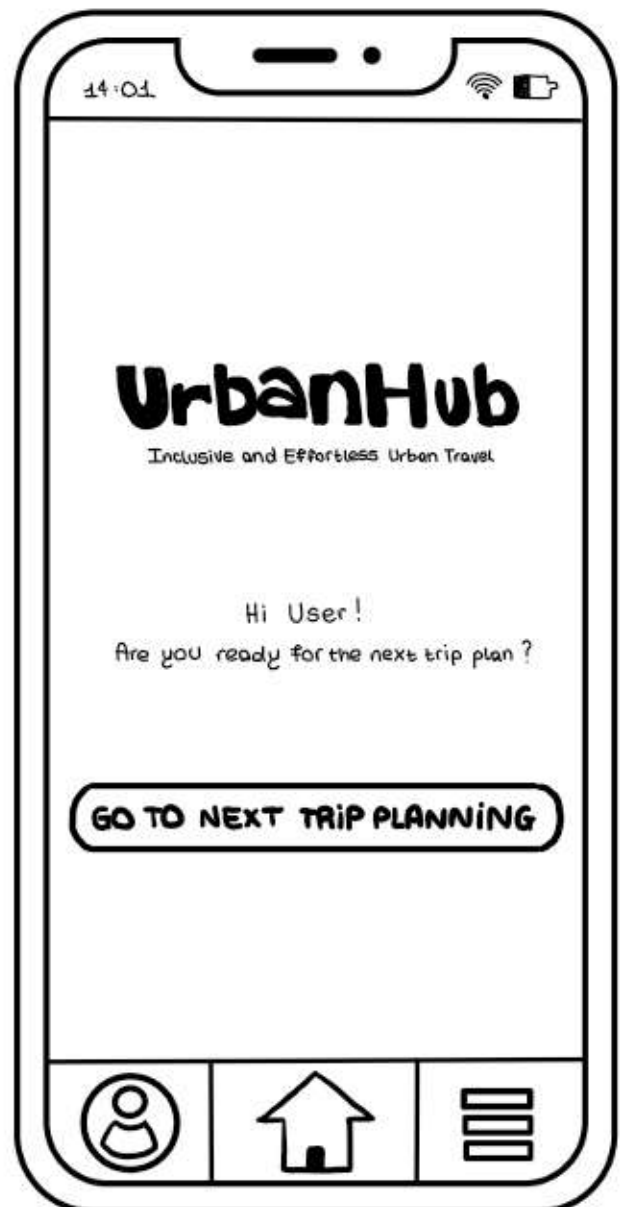 14:01
UrbanHub
Inclusive and Effortless Urban Travel
Hi User!
Are you ready for the next trip plan?
GO TO NEXT TRiP PLANNiNG